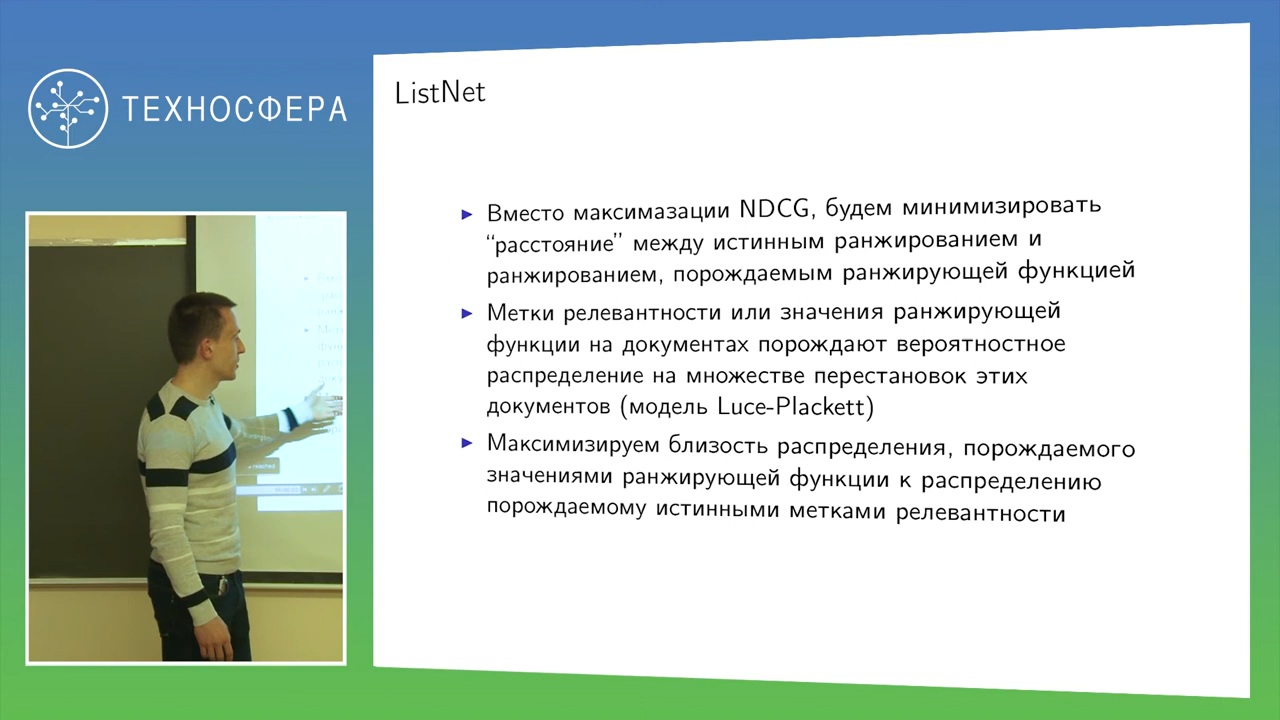 ТЕХНОСФЕРА
ListNet
Вместо максимазации NDCG, будем минимизировать
“расстояние” между истинным ранжированием и
ранжированием, порождаемым ранжирующей функцией
Метки релевантности или значения ранжирующей
функции на документах порождают вероятностное
распределение на множестве перестановок этих
документов (модель Luce-Plackett)
Максимизируем близость распределения, порождаемого
значениями ранжирующей функции к распределению
порождаемому истинными метками релевантности